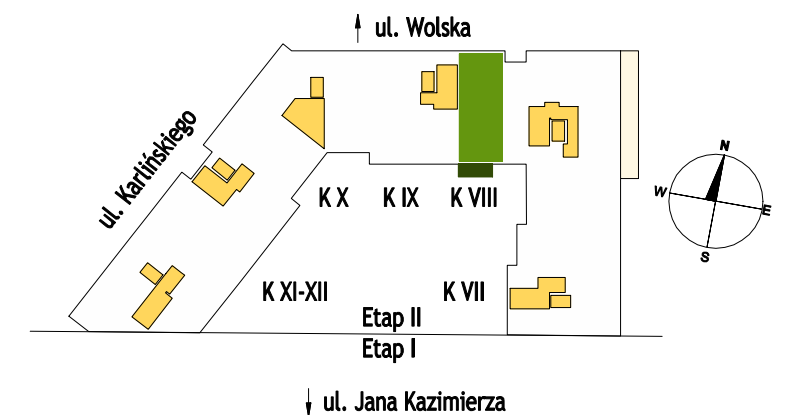 ul. Wolska
ul. Karlińskiego
N
W
E
S
K X K IX K VIII
K XI-XII K VII
Etap II
Etap I
ul. Jana Kazimierza